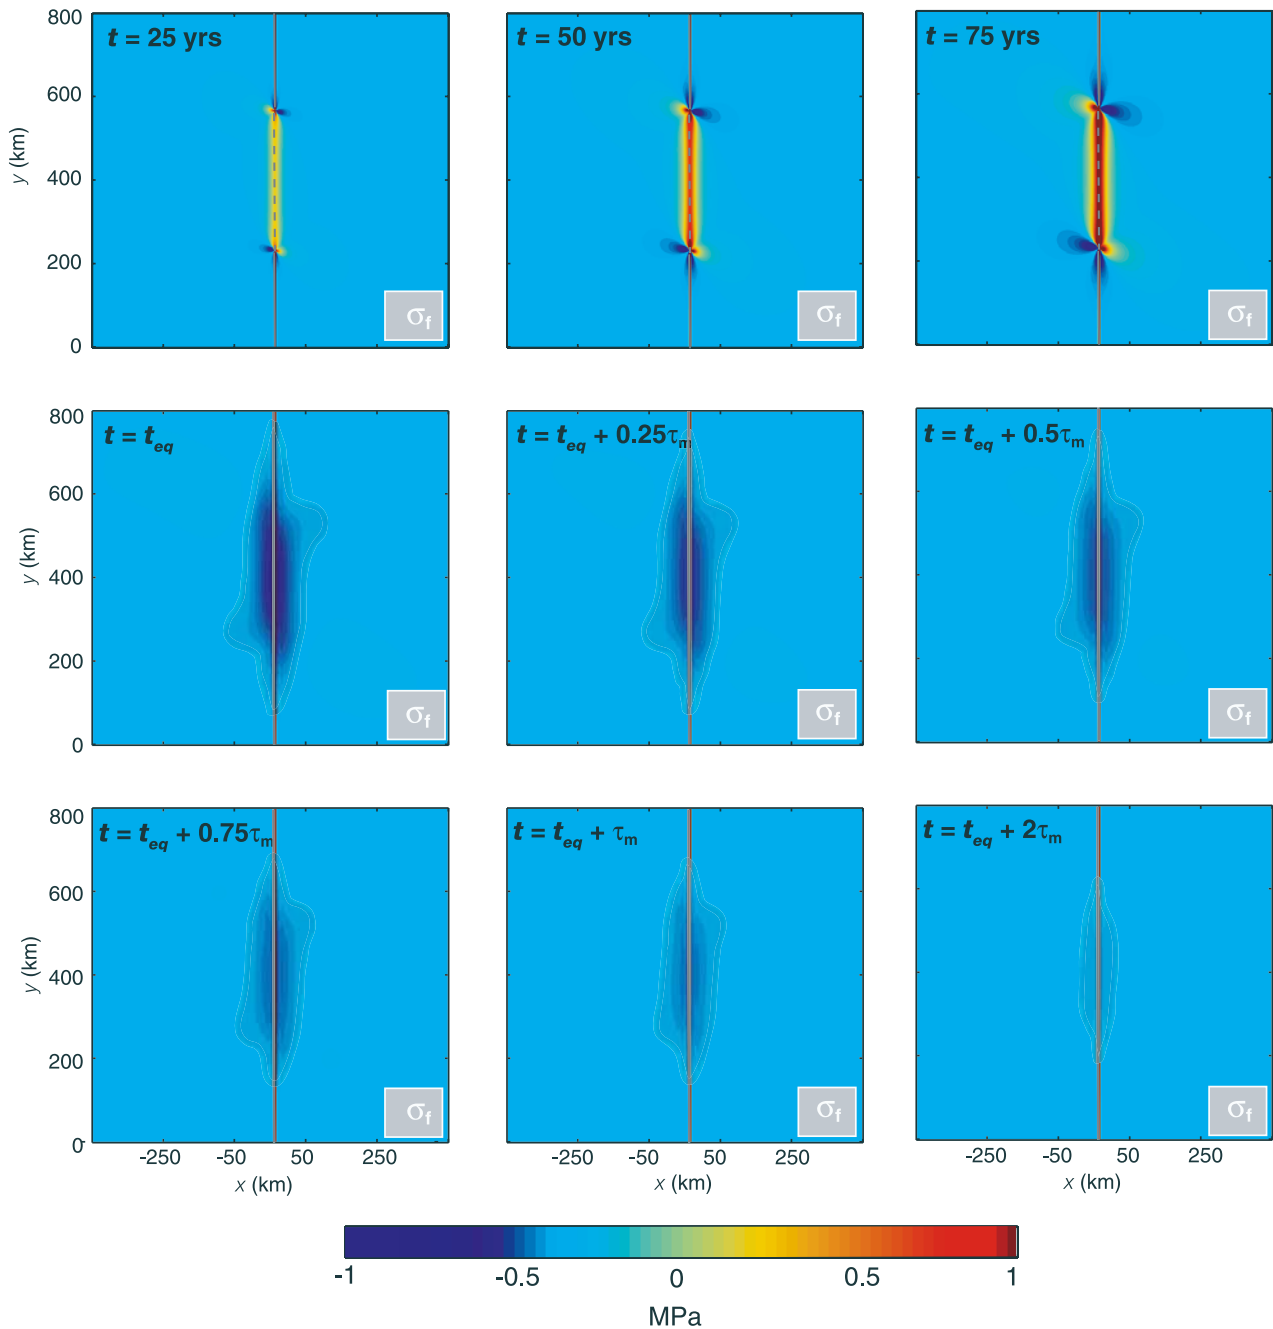 t = 25 yrs
t = 50 yrs
t = 75 yrs
800
600
400
200
0
y (km)
σf
σf
σf
t = teq
t = teq + 0.25τm
t = teq + 0.5τm
800
600
400
200
0
y (km)
σf
σf
σf
t = teq + 0.75τm
t = teq + τm
t = teq + 2τm
800
600
400
200
0
y (km)
σf
σf
σf
-250 -50 50 250
-250 -50 50 250
-250 -50 50 250
x (km)
x (km)
x (km)
-1 -0.5 0 0.5 1
MPa